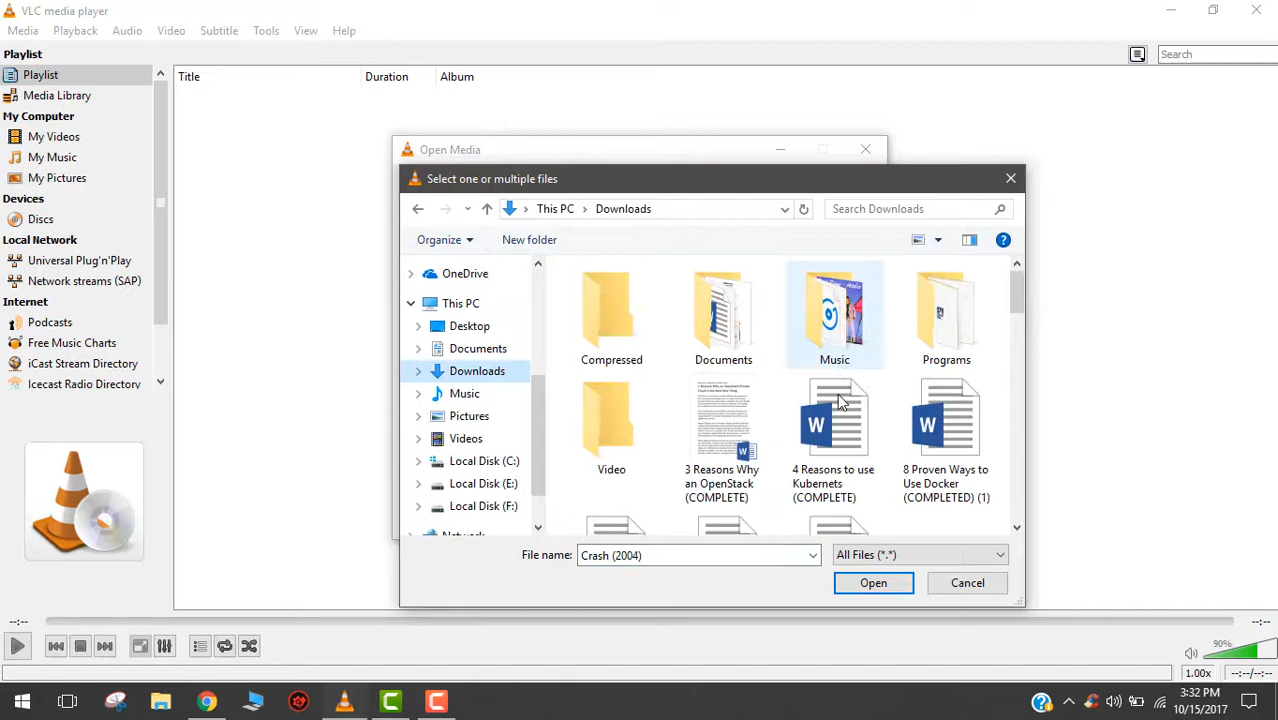 VLC media player
Media Playback Audio Video Subtitle Tools View Help
Playlist
Search
Playlist
Media Library
My Computer
My Videos
My Music
My Pictures
Devices
Discs
Local Network
Universal Plug'n'Play
Network streams (SAP)
Internet
Podcasts
Free Music Charts
iCast Stream Directory
Icecast Radio Directory
Title Duration Album
Open Media
Select one or multiple files
This PC Downloads
Search Downloads
Organize New folder
OneDrive
This PC
Desktop
Documents
Downloads
Music
Pictures
Videos
Local Disk (C:)
Local Disk (E:)
Local Disk (F:)
Network
Compressed
Documents
Music
Programs
Video
3 Reasons Why
an OpenStack
(COMPLETE)
4 Reasons to use
Kubernets
(COMPLETE)
8 Proven Ways to
Use Docker
(COMPLETED) (1)
File name: Crash (2004)
All Files (*.*)
Open Cancel
--:-- --:--
90%
1.00x --:--/--:--
3:32 PM
10/15/2017